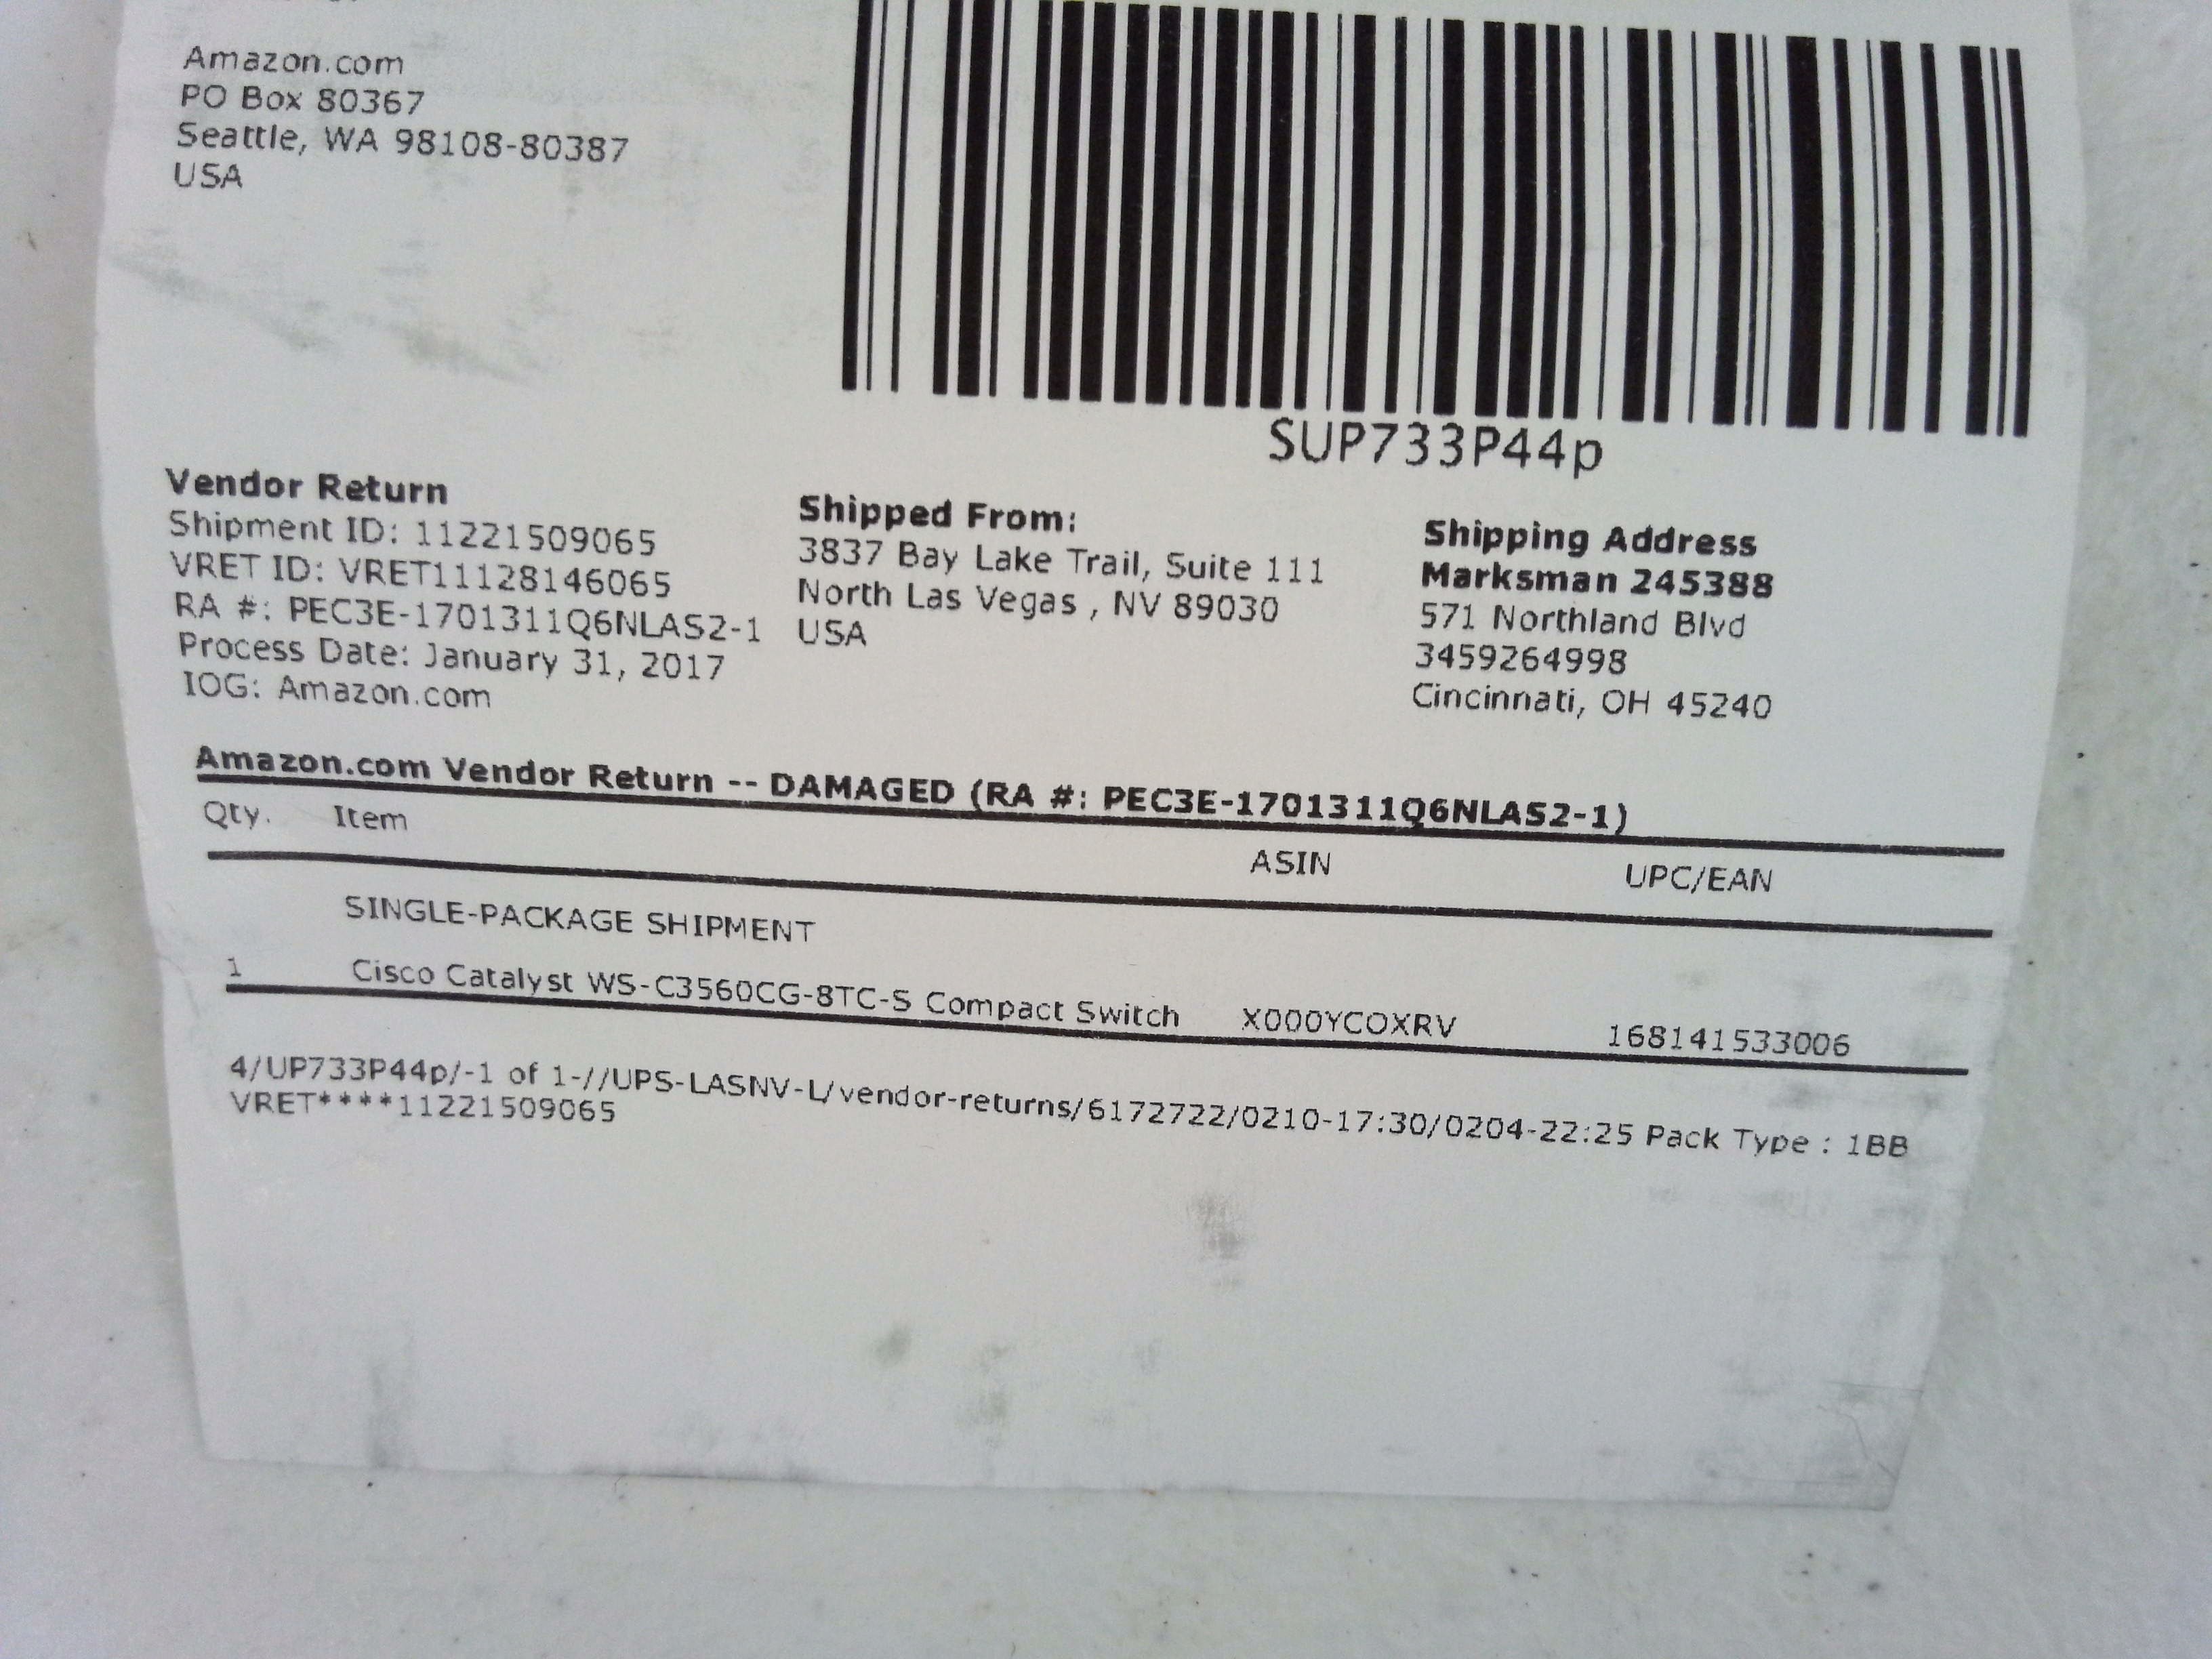 Amazon.com
PO Box 80367
Seattle, WA 98108-80387
USA
SUP733P44p
Vendor Return
Shipment ID: 11221509065
VRET ID: VRET11128146065
RA #: PEC3E-1701311Q6NLAS2-1
Process Date: January 31, 2017
IOG: Amazon.com
Shipped From:
3837 Bay Lake Trail, Suite 111
North Las Vegas , NV 89030
USA
Shipping Address
Marksman 245388
571 Northland Blvd
3459264998
Cincinnati, OH 45240
Amazon.com Vendor Return -- DAMAGED (RA #: PEC3E-1701311Q6NLAS2-1)
Qty. Item ASIN UPC/EAN
SINGLE-PACKAGE SHIPMENT
1 Cisco Catalyst WS-C3560CG-8TC-S Compact Switch X000YCOXRV 168141533006
4/UP733P44p/-1 of 1-//UPS-LASNV-L/vendor-returns/6172722/0210-17:30/0204-22:25 Pack Type : 1BB
VRET****11221509065